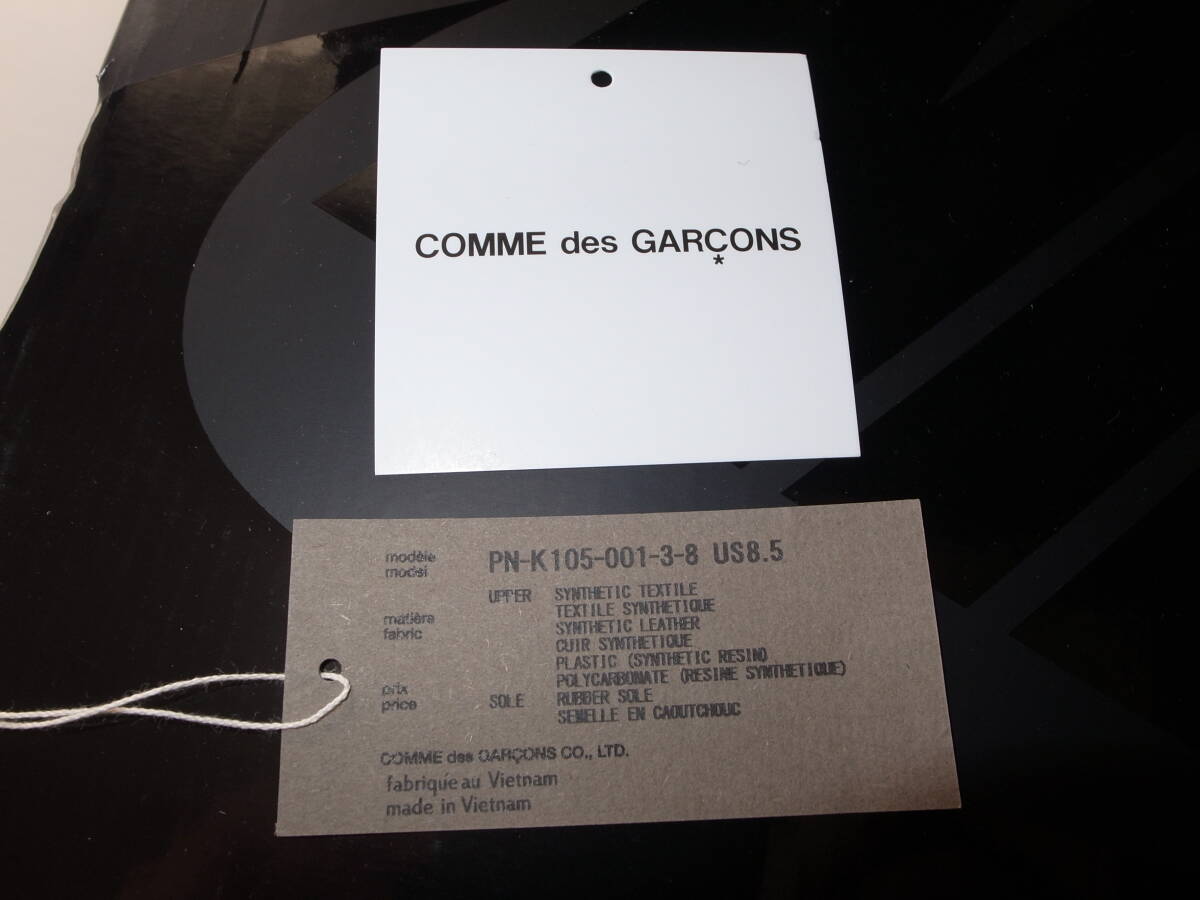 COMME des GARÇONS
*
modèle PN-K105-001-3-8 US8.5
model
UPPER SYNTHETIC TEXTILE
TEXTILE SYNTHETIQUE
matière SYNTHETIC LEATHER
fabric CUIR SYNTHETIQUE
PLASTIC (SYNTHETIC RESIN)
POLYCARBONATE (RESINE SYNTHETIQUE)
prix SOLE RUBBER SOLE
price SEMELLE EN CAOUTCHOUC
COMME des GARÇONS CO., LTD.
fabriqué au Vietnam
made in Vietnam